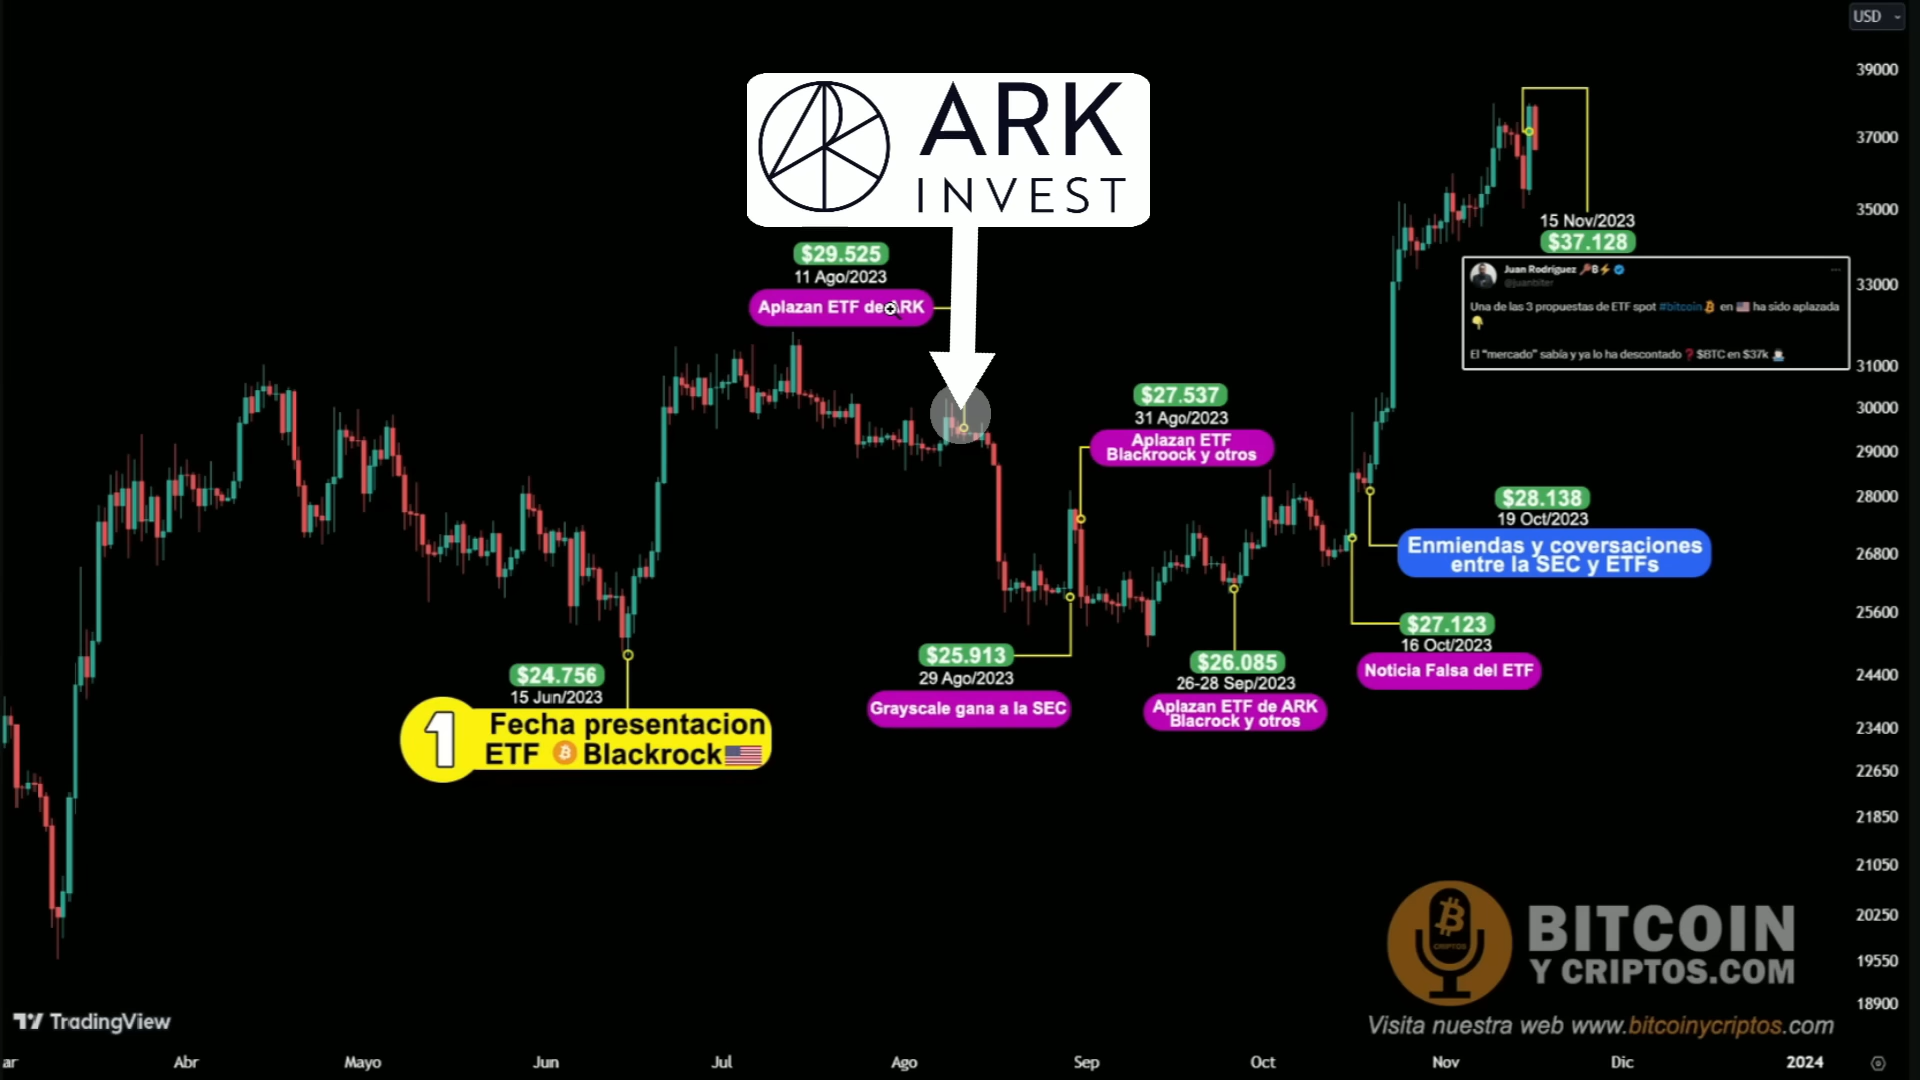 USD
ARK
INVEST
$29.525
11 Ago/2023
Aplazan ETF de ARK
$27.537
31 Ago/2023
Aplazan ETF
Blackroock y otros
15 Nov/2023
$37.128
Juan Rodríguez
@juanbiter
Una de las 3 propuestas de ETF spot #bitcoin en ha sido aplazada
El "mercado" sabía y ya lo ha descontado❓$BTC en $37k
$28.138
19 Oct/2023
Enmiendas y coversaciones
entre la SEC y ETFs
$27.123
16 Oct/2023
Noticia Falsa del ETF
$24.756
15 Jun/2023
1
Fecha presentacion
ETF Blackrock
$25.913
29 Ago/2023
Grayscale gana a la SEC
$26.085
26-28 Sep/2023
Aplazan ETF de ARK
Blacrock y otros
39000
37000
35000
33000
31000
30000
29000
28000
26800
25600
24400
23400
22650
21850
21050
20250
19550
18900
CRIPTOS
BITCOIN
Y CRIPTOS.COM
Visita nuestra web www.bitcoinycriptos.com
TradingView
ar
Abr
Mayo
Jun
Jul
Ago
Sep
Oct
Nov
Dic
2024